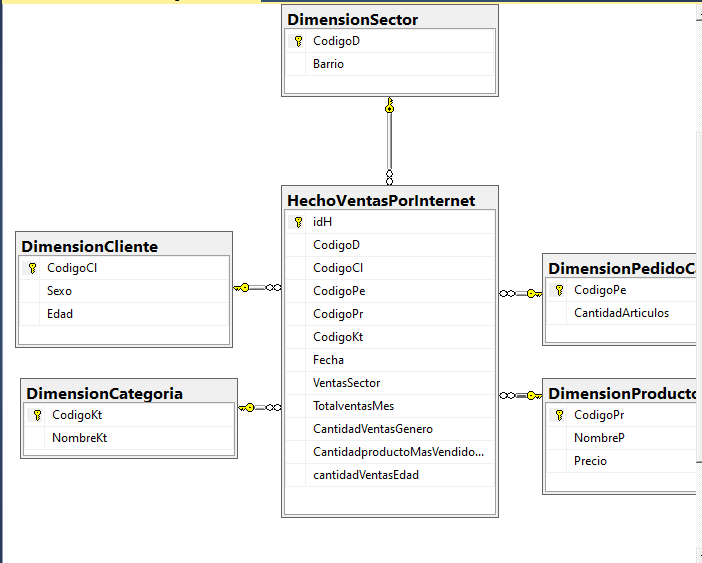 DimensionSector
CodigoD
Barrio
HechoVentasPorInternet
idH
CodigoD
CodigoCl
CodigoPe
CodigoPr
CodigoKt
Fecha
VentasSector
TotalventasMes
CantidadVentasGenero
CantidadproductoMasVendido...
cantidadVentasEdad
DimensionCliente
CodigoCl
Sexo
Edad
DimensionCategoria
CodigoKt
NombreKt
DimensionPedidoCa
CodigoPe
CantidadArticulos
DimensionProducto
CodigoPr
NombreP
Precio